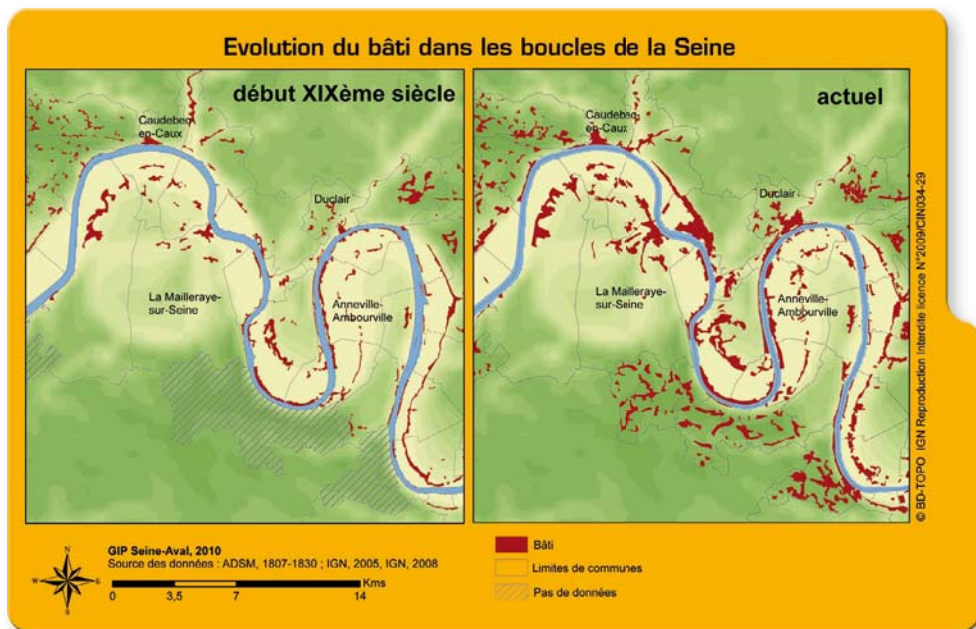 Evolution du bâti dans les boucles de la Seine
début XIXème siècle
Caudebec-
en-Caux
Duclair
La Mailleraye-
sur-Seine
Anneville-
Ambourville
actuel
Caudebec-
en-Caux
Duclair
La Mailleraye-
sur-Seine
Anneville-
Ambourville
© BD-TOPO IGN Reproduction Interdite licence N°2009/CIN034-29
N
W
E
S
GIP Seine-Aval, 2010
Source des données : ADSM, 1807-1830 ; IGN, 2005, IGN, 2008
Kms
0 3,5 7 14
Bâti
Limites de communes
Pas de données